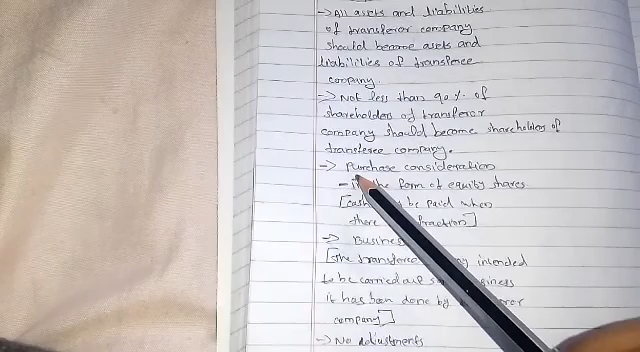 -> All assets and liabilities
of transferor company
should become assets and
liabilities of transferee
company.
-> Not less than 90% of
shareholders of transferor
company should become shareholders of
transferee company.
-> Purchase consideration
- the form of equity shares
[cash be paid when
there fraction]
-> Business
[The transferee intended
to be carried out
it has been done by
company]
-> No adjustments